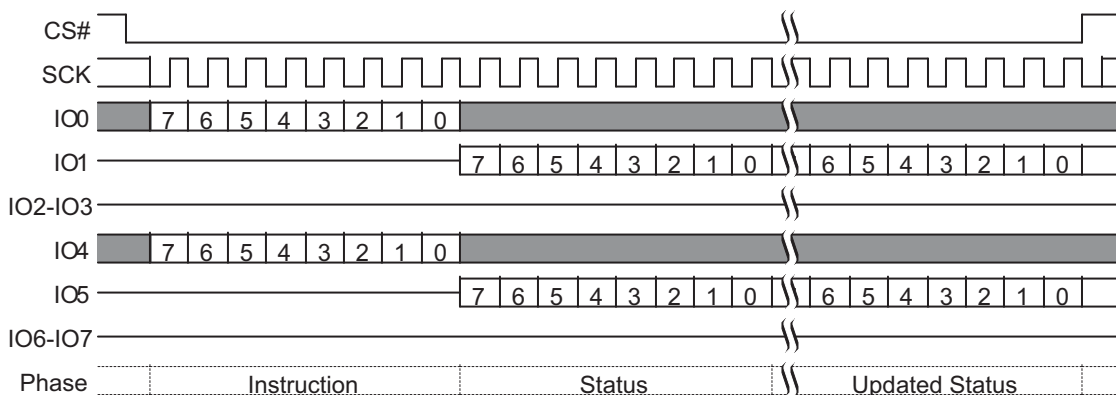 CS#
SCK
IO0 7 6 5 4 3 2 1 0
IO1 7 6 5 4 3 2 1 0 6 5 4 3 2 1 0
IO2-IO3
IO4 7 6 5 4 3 2 1 0
IO5 7 6 5 4 3 2 1 0 6 5 4 3 2 1 0
IO6-IO7
Phase Instruction Status Updated Status